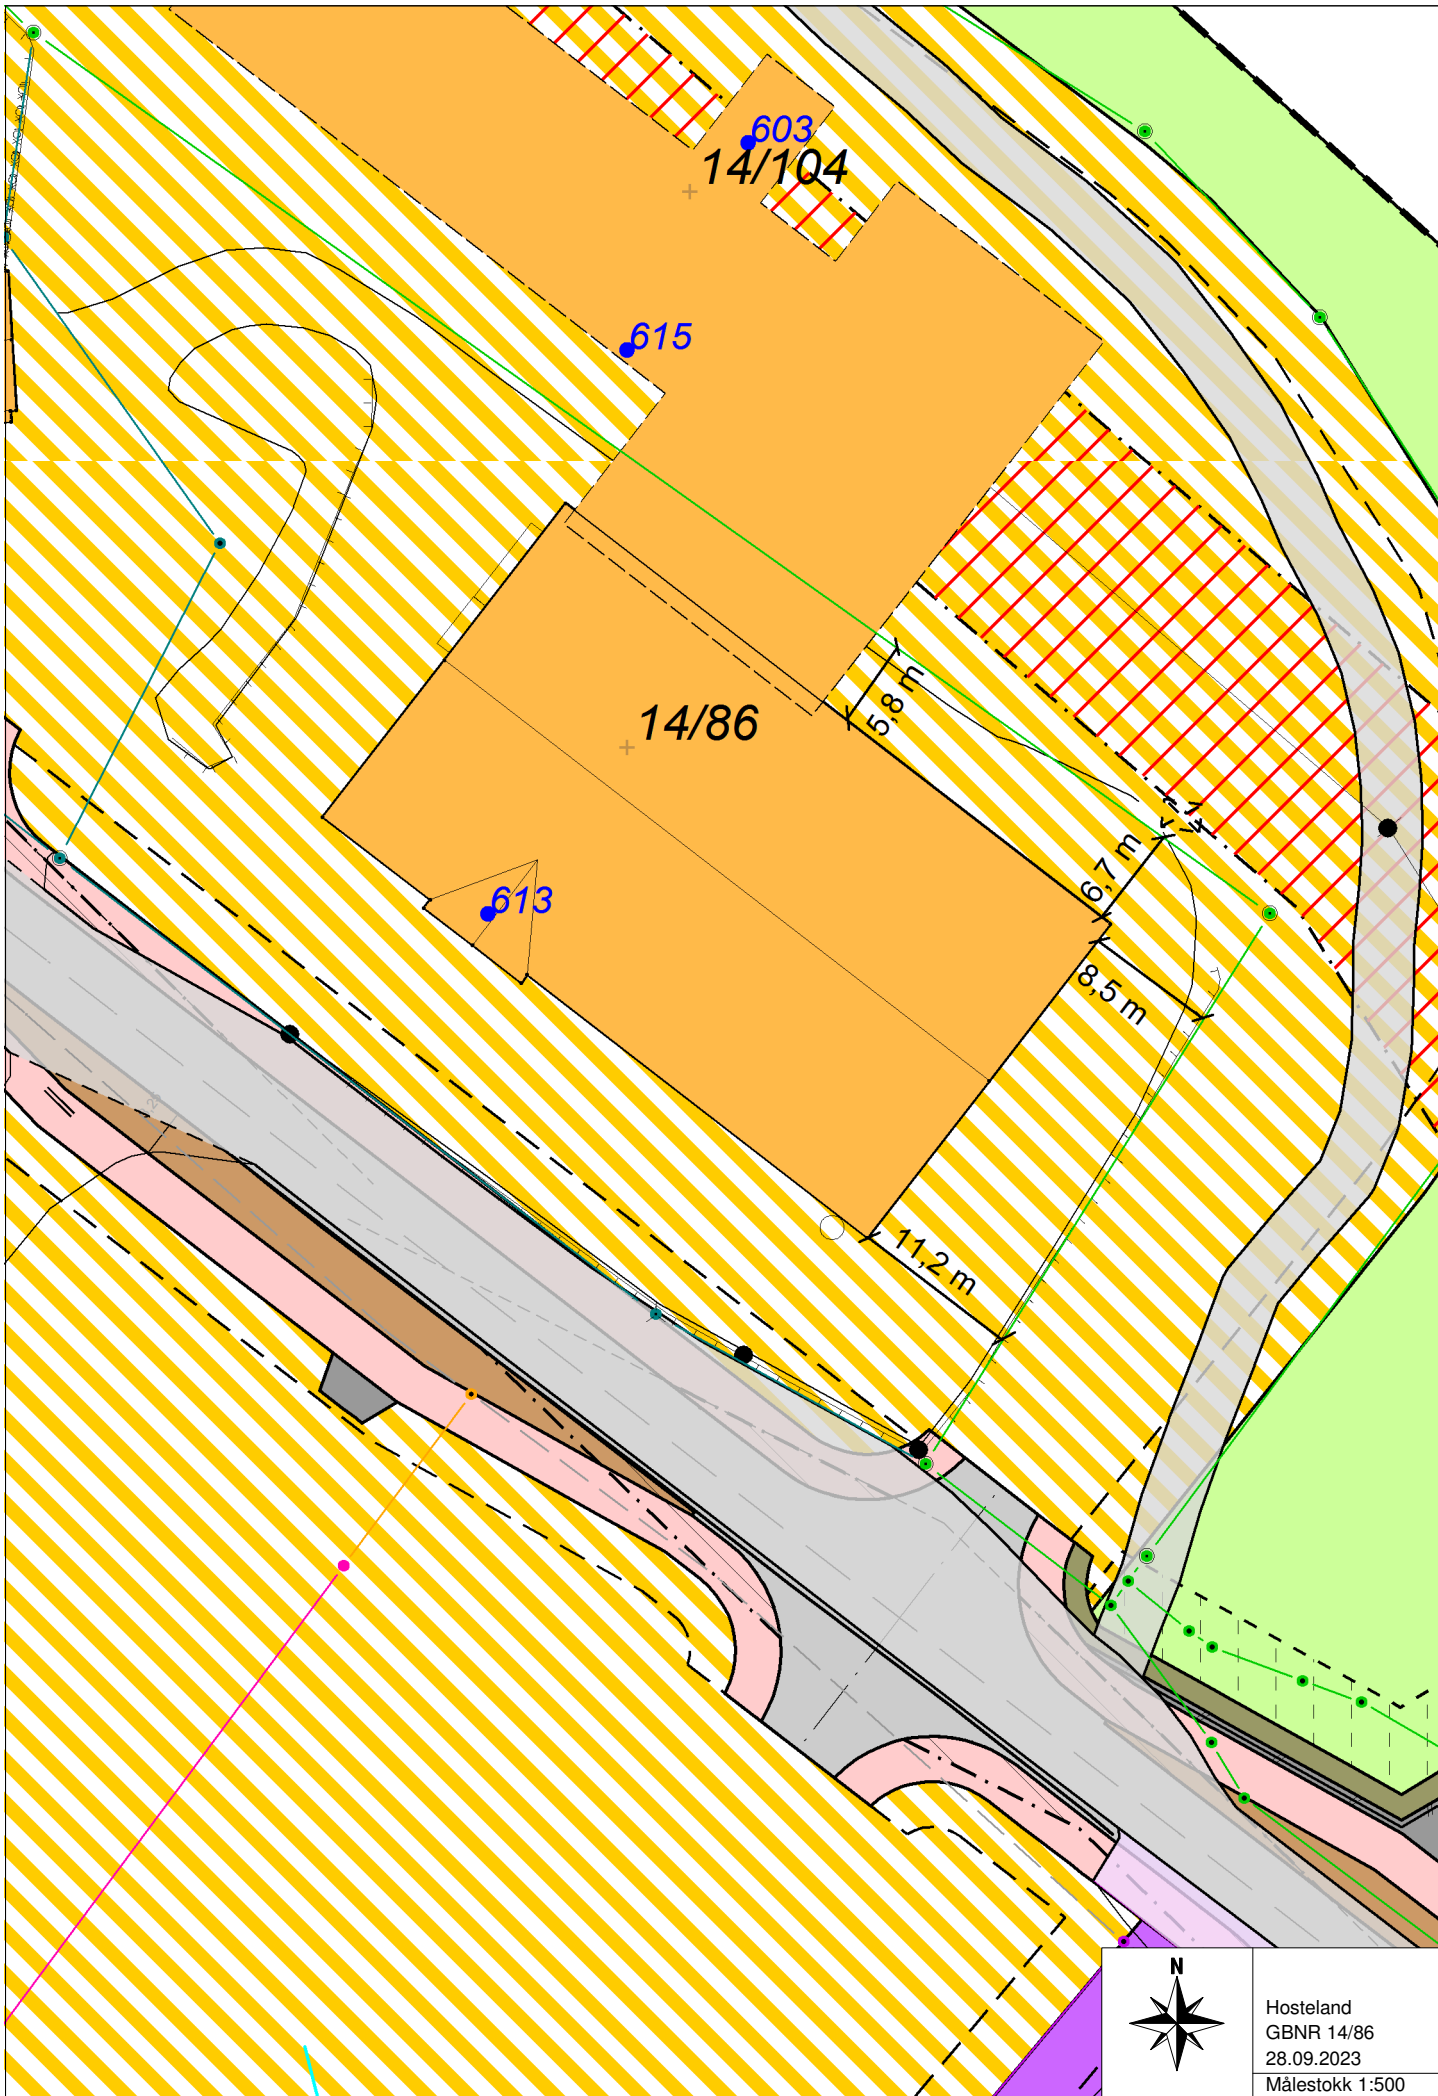 603
14/104
615
5,8 m
14/86
6,7 m
613
8,5 m
11,2 m
N
Hosteland
GBNR 14/86
28.09.2023
Målestokk 1:500